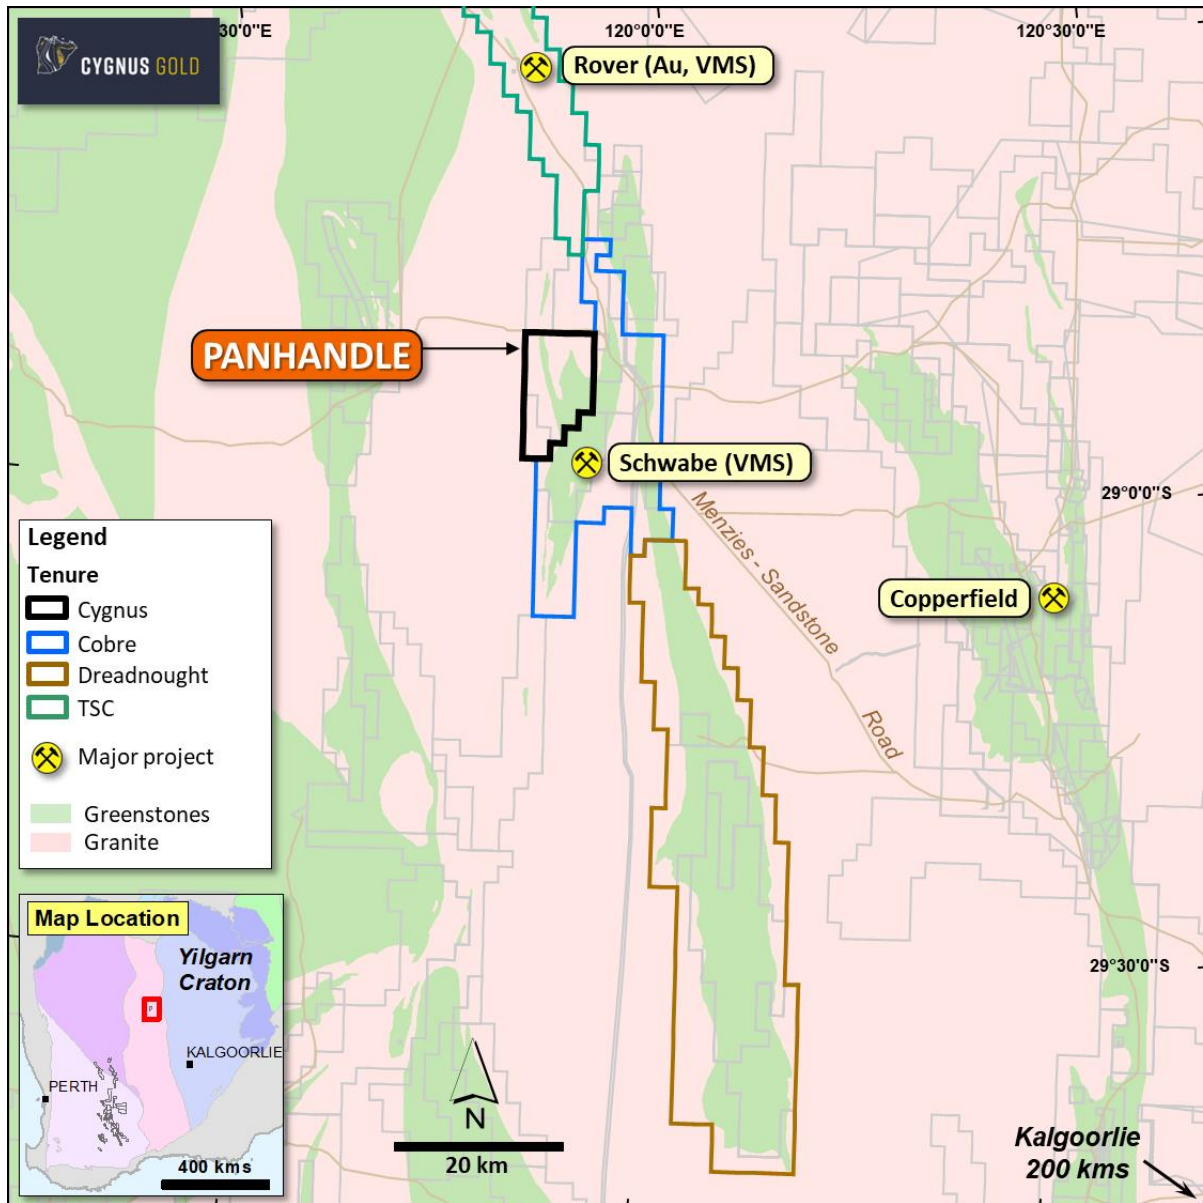 30'0"E
120°0'0"E
120°30'0"E
CYGNUS GOLD
Rover (Au, VMS)
PANHANDLE
Schwabe (VMS)
29°0'0"S
Menzies - Sandstone
Road
Copperfield
Legend
Tenure
Cygnus
Cobre
Dreadnought
TSC
Major project
Greenstones
Granite
Map Location
Yilgarn
Craton
P
KALGOORLIE
PERTH
400 kms
29°30'0"S
N
20 km
Kalgoorlie
200 kms